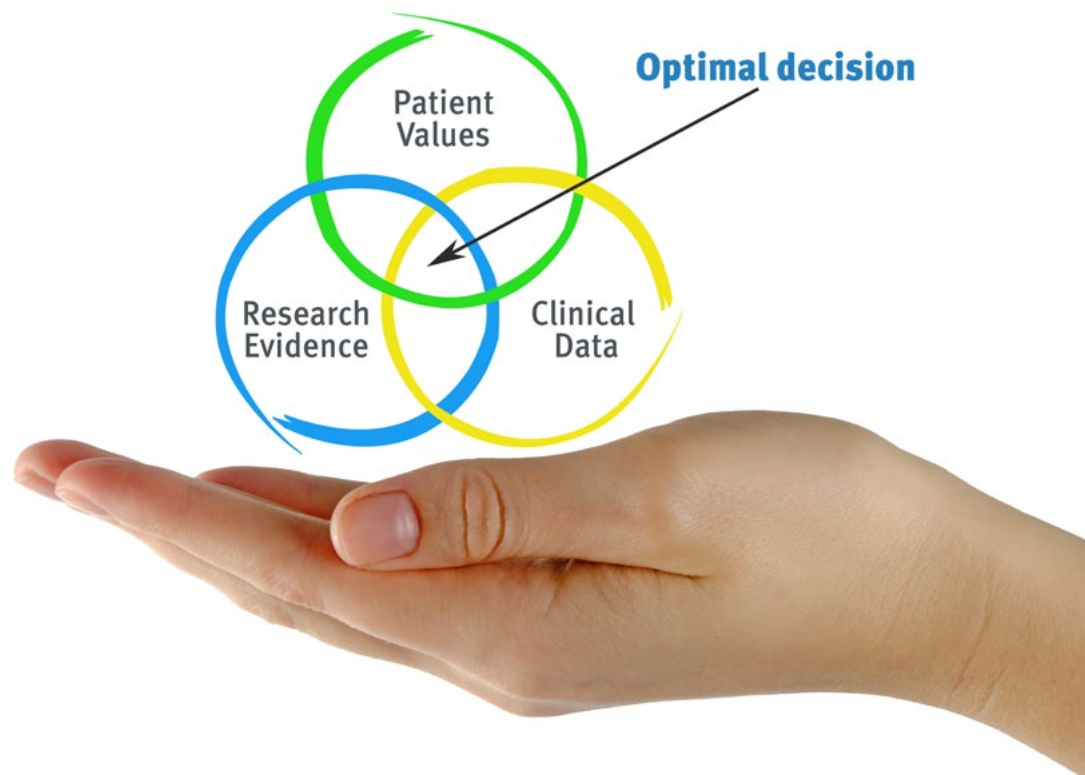 Optimal decision
Patient
Values
Research
Evidence
Clinical
Data